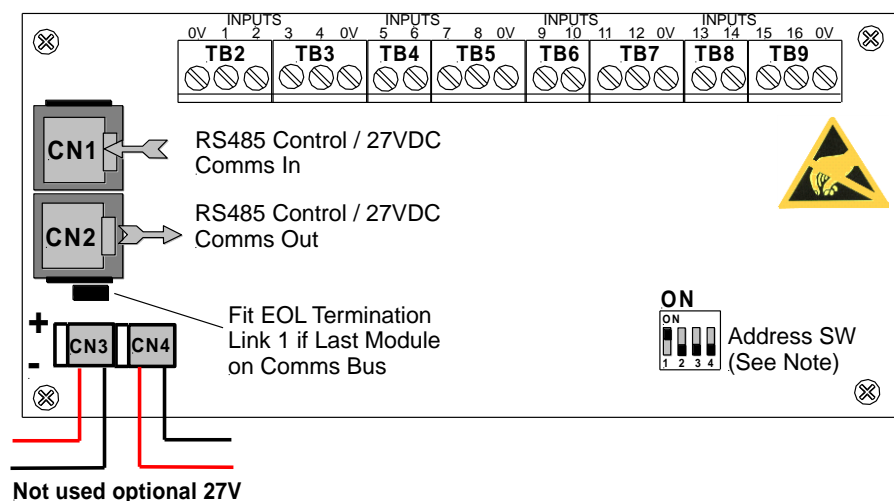 INPUTS INPUTS INPUTS INPUTS
0V 1 2 3 4 0V 5 6 7 8 0V 9 10 11 12 0V 13 14 15 16 0V
TB2 TB3 TB4 TB5 TB6 TB7 TB8 TB9
CN1
RS485 Control / 27VDC
Comms In
CN2
RS485 Control / 27VDC
Comms Out
Fit EOL Termination
Link 1 if Last Module
on Comms Bus
+
-
CN3 CN4
ON
ON
1 2 3 4
Address SW
(See Note)
Not used optional 27V